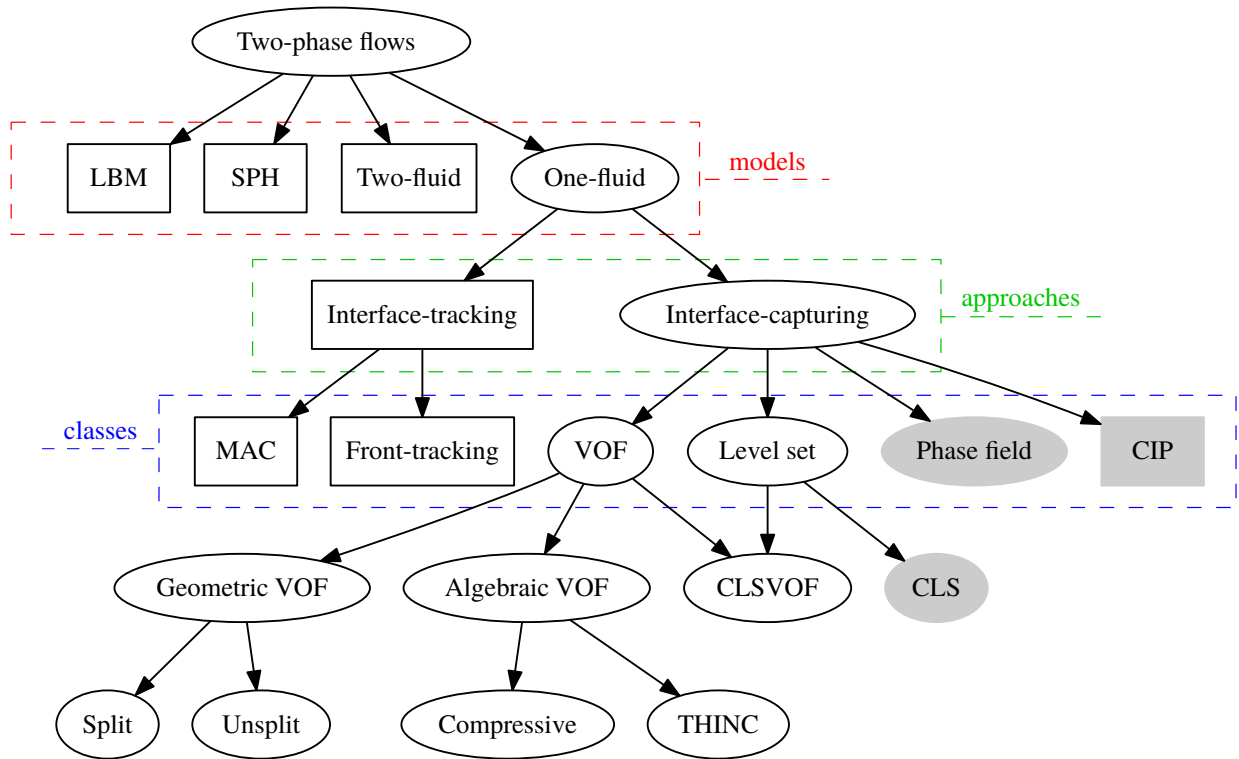 Two-phase flows
models
LBM
SPH
Two-fluid
One-fluid
approaches
Interface-tracking
Interface-capturing
classes
MAC
Front-tracking
VOF
Level set
Phase field
CIP
Geometric VOF
Algebraic VOF
CLSVOF
CLS
Split
Unsplit
Compressive
THINC